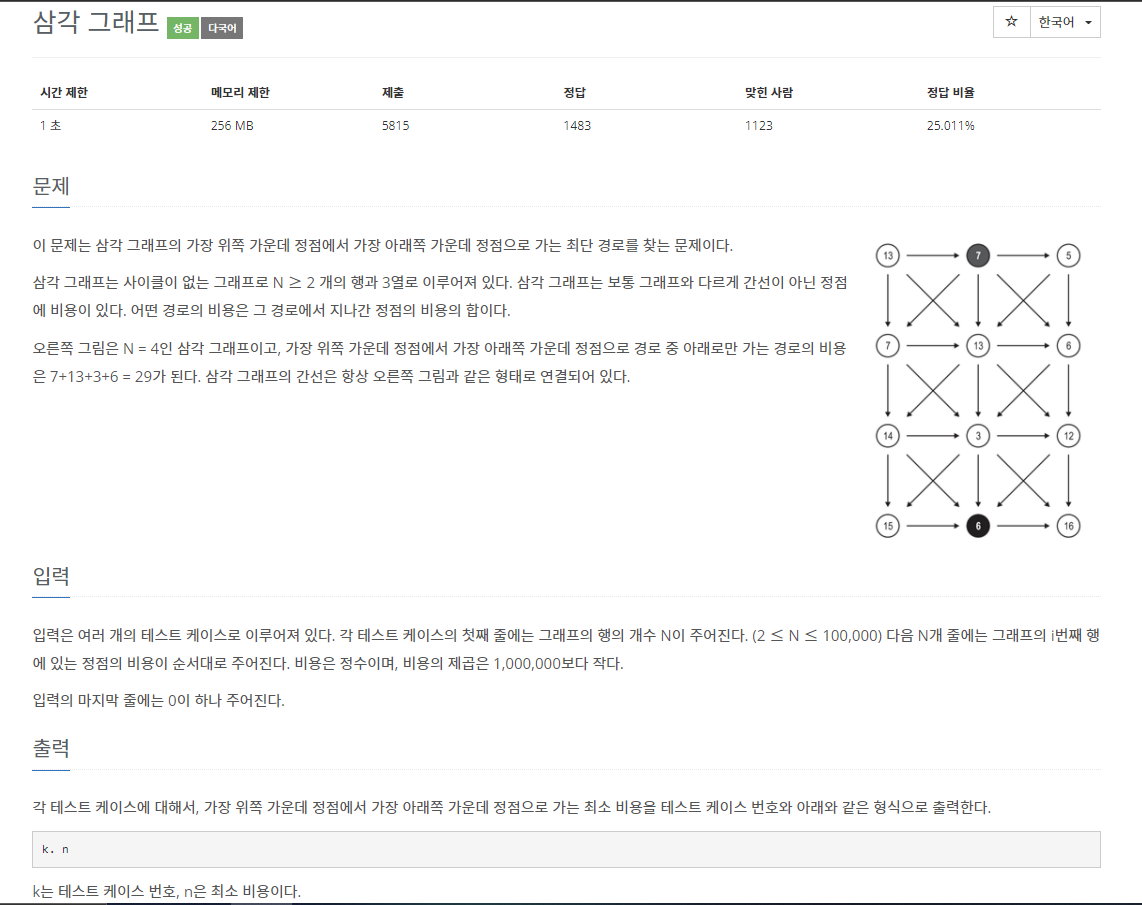 삼각 그래프 성공 다국어
☆ 한국어
시간 제한 메모리 제한 제출 정답 맞힌 사람 정답 비율
1 초 256 MB 5815 1483 1123 25.011%
문제
이 문제는 삼각 그래프의 가장 위쪽 가운데 정점에서 가장 아래쪽 가운데 정점으로 가는 최단 경로를 찾는 문제이다.
삼각 그래프는 사이클이 없는 그래프로 N ≥ 2 개의 행과 3열로 이루어져 있다. 삼각 그래프는 보통 그래프와 다르게 간선이 아닌 정점
에 비용이 있다. 어떤 경로의 비용은 그 경로에서 지나간 정점의 비용의 합이다.
오른쪽 그림은 N = 4인 삼각 그래프이고, 가장 위쪽 가운데 정점에서 가장 아래쪽 가운데 정점으로 경로 중 아래로만 가는 경로의 비용
은 7+13+3+6 = 29가 된다. 삼각 그래프의 간선은 항상 오른쪽 그림과 같은 형태로 연결되어 있다.
13 7 5
7 13 6
14 3 12
15 6 16
입력
입력은 여러 개의 테스트 케이스로 이루어져 있다. 각 테스트 케이스의 첫째 줄에는 그래프의 행의 개수 N이 주어진다. (2 ≤ N ≤ 100,000) 다음 N개 줄에는 그래프의 i번째 행
에 있는 정점의 비용이 순서대로 주어진다. 비용은 정수이며, 비용의 제곱은 1,000,000보다 작다.
입력의 마지막 줄에는 0이 하나 주어진다.
출력
각 테스트 케이스에 대해서, 가장 위쪽 가운데 정점에서 가장 아래쪽 가운데 정점으로 가는 최소 비용을 테스트 케이스 번호와 아래와 같은 형식으로 출력한다.
k. n
k는 테스트 케이스 번호, n은 최소 비용이다.